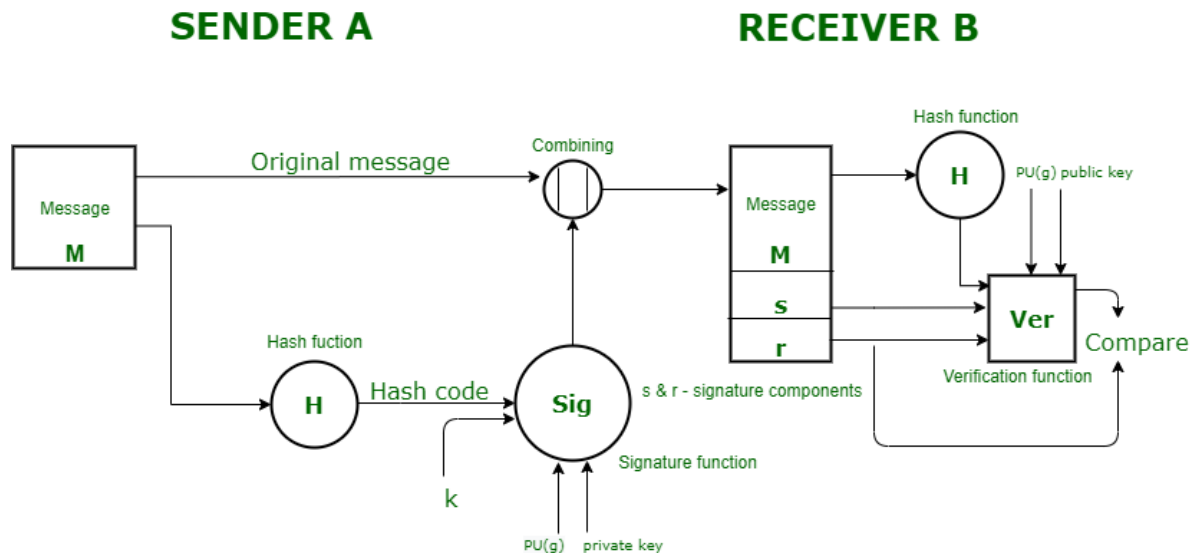 SENDER A
RECEIVER B
Message
M
Original message
Combining
Hash fuction
H
Hash code
k
Sig
Signature function
PU(g)
private key
s & r - signature components
Message
M
s
r
Hash function
H
PU(g) public key
Ver
Verification function
Compare